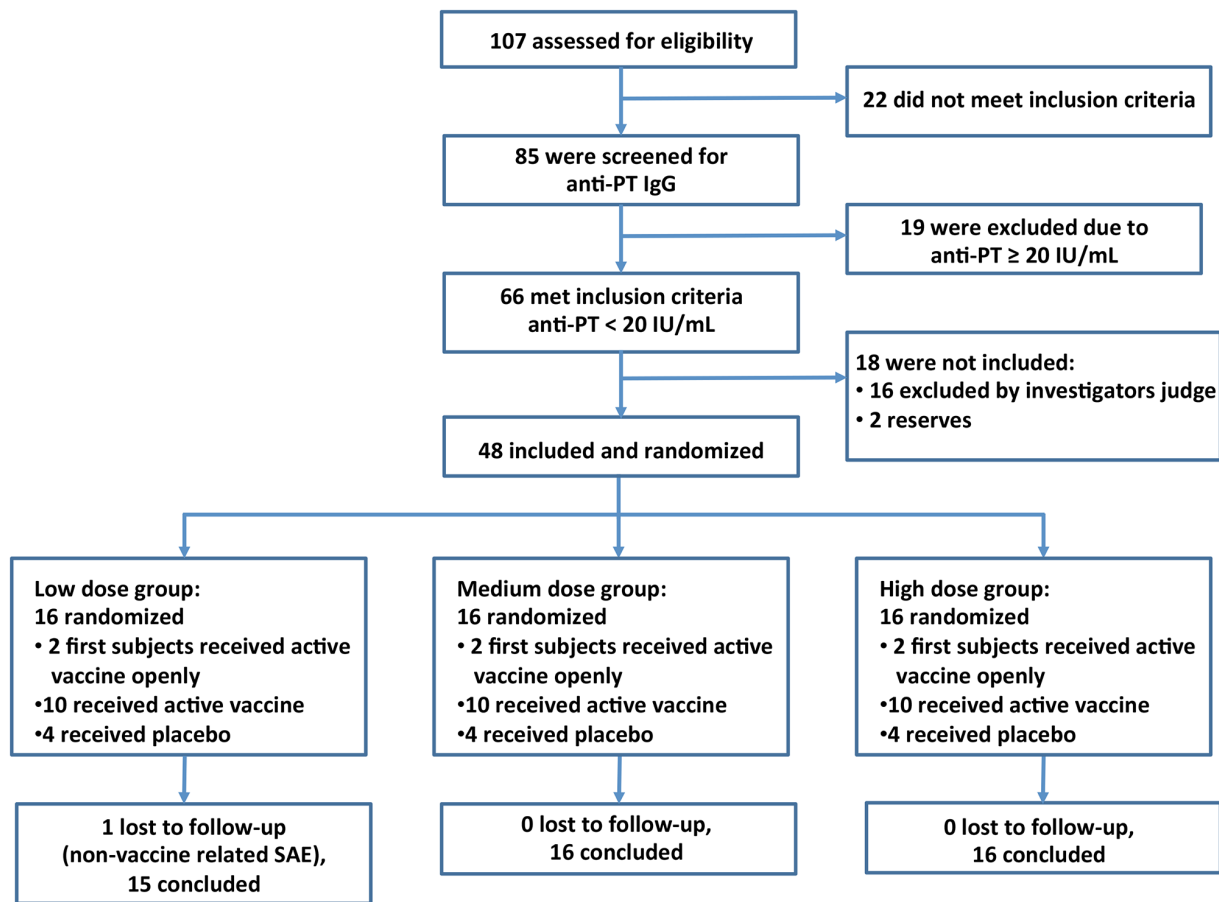 107 assessed for eligibility
22 did not meet inclusion criteria
85 were screened for
anti-PT IgG
19 were excluded due to
anti-PT ≥ 20 IU/mL
66 met inclusion criteria
anti-PT < 20 IU/mL
18 were not included:
• 16 excluded by investigators judge
• 2 reserves
48 included and randomized
Low dose group:
16 randomized
• 2 first subjects received active
vaccine openly
•10 received active vaccine
•4 received placebo
Medium dose group:
16 randomized
• 2 first subjects received active
vaccine openly
•10 received active vaccine
•4 received placebo
High dose group:
16 randomized
• 2 first subjects received active
vaccine openly
•10 received active vaccine
•4 received placebo
1 lost to follow-up
(non-vaccine related SAE),
15 concluded
0 lost to follow-up,
16 concluded
0 lost to follow-up,
16 concluded